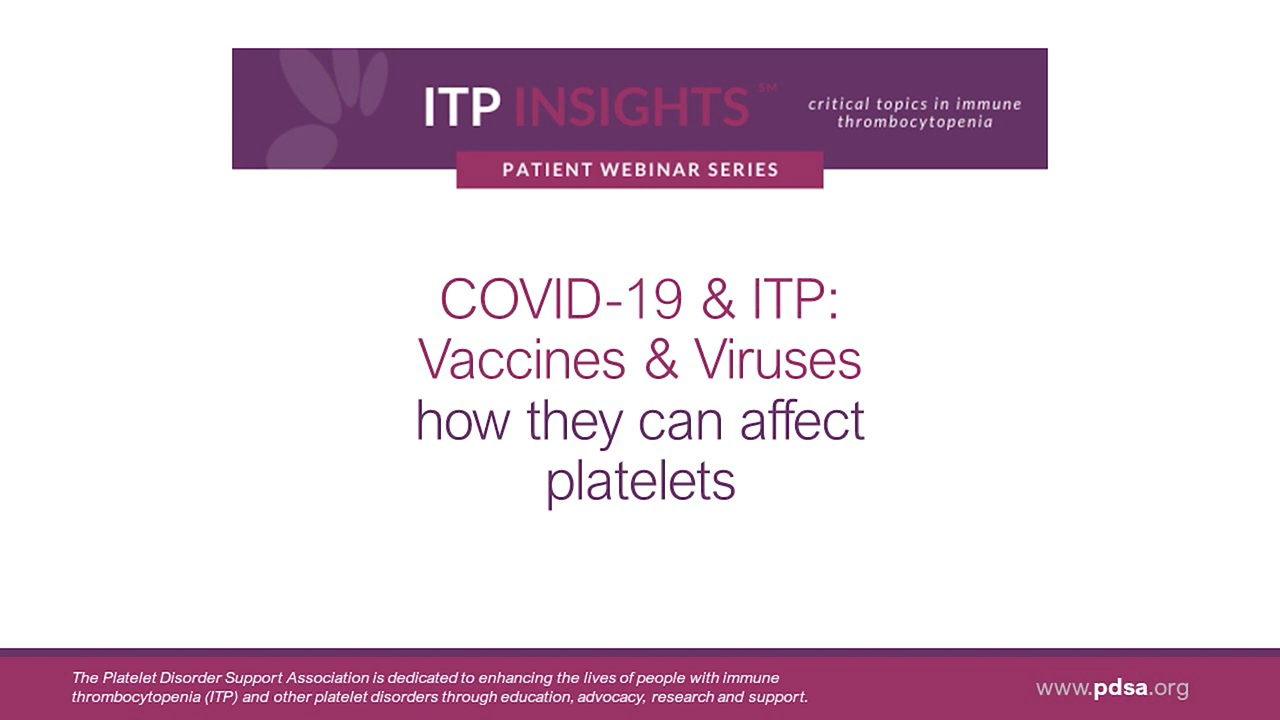 ITP INSIGHTS SM
critical topics in immune
thrombocytopenia
PATIENT WEBINAR SERIES
COVID-19 & ITP:
Vaccines & Viruses
how they can affect
platelets
The Platelet Disorder Support Association is dedicated to enhancing the lives of people with immune
thrombocytopenia (ITP) and other platelet disorders through education, advocacy, research and support.
www.pdsa.org